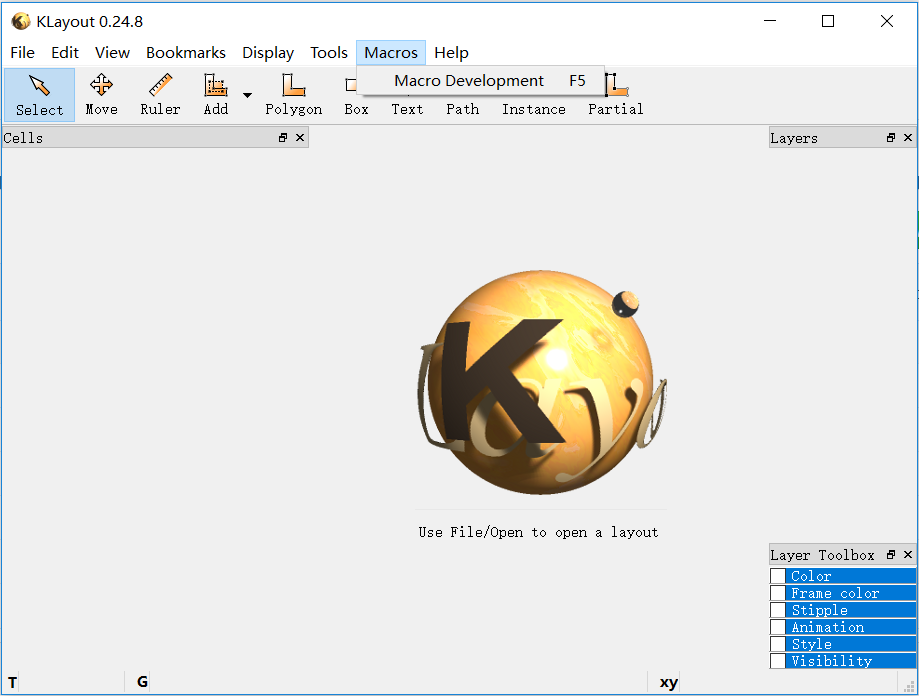 KLayout 0.24.8
File Edit View Bookmarks Display Tools Macros Help
Macro Development F5
Select Move Ruler Add Polygon Box Text Path Instance Partial
Cells
Layers
KLayout
Use File/Open to open a layout
Layer Toolbox
Color
Frame color
Stipple
Animation
Style
Visibility
T G xy